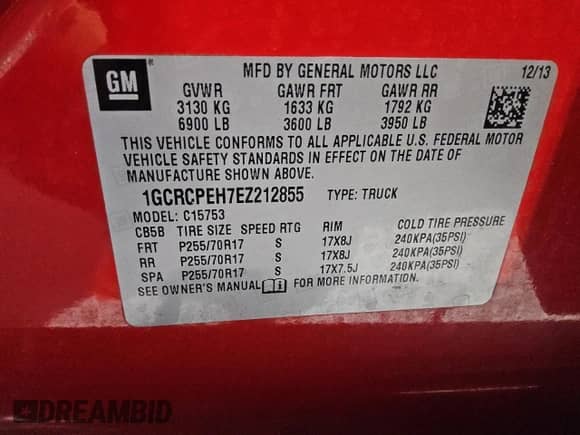 GM ® MFD BY GENERAL MOTORS LLC 12/13
GVWR GAWR FRT GAWR RR
3130 KG 1633 KG 1792 KG
6900 LB 3600 LB 3950 LB
THIS VEHICLE CONFORMS TO ALL APPLICABLE U.S. FEDERAL MOTOR
VEHICLE SAFETY STANDARDS IN EFFECT ON THE DATE OF
MANUFACTURE SHOWN ABOVE.
1GCRCPEH7EZ212855 TYPE: TRUCK
MODEL: C15753
CB5B TIRE SIZE SPEED RTG RIM COLD TIRE PRESSURE
FRT P255/70R17 S 17X8J 240KPA(35PSI)
RR P255/70R17 S 17X8J 240KPA(35PSI)
SPA P255/70R17 S 17X7.5J 240KPA(35PSI)
SEE OWNER'S MANUAL FOR MORE INFORMATION.
DREAMBID